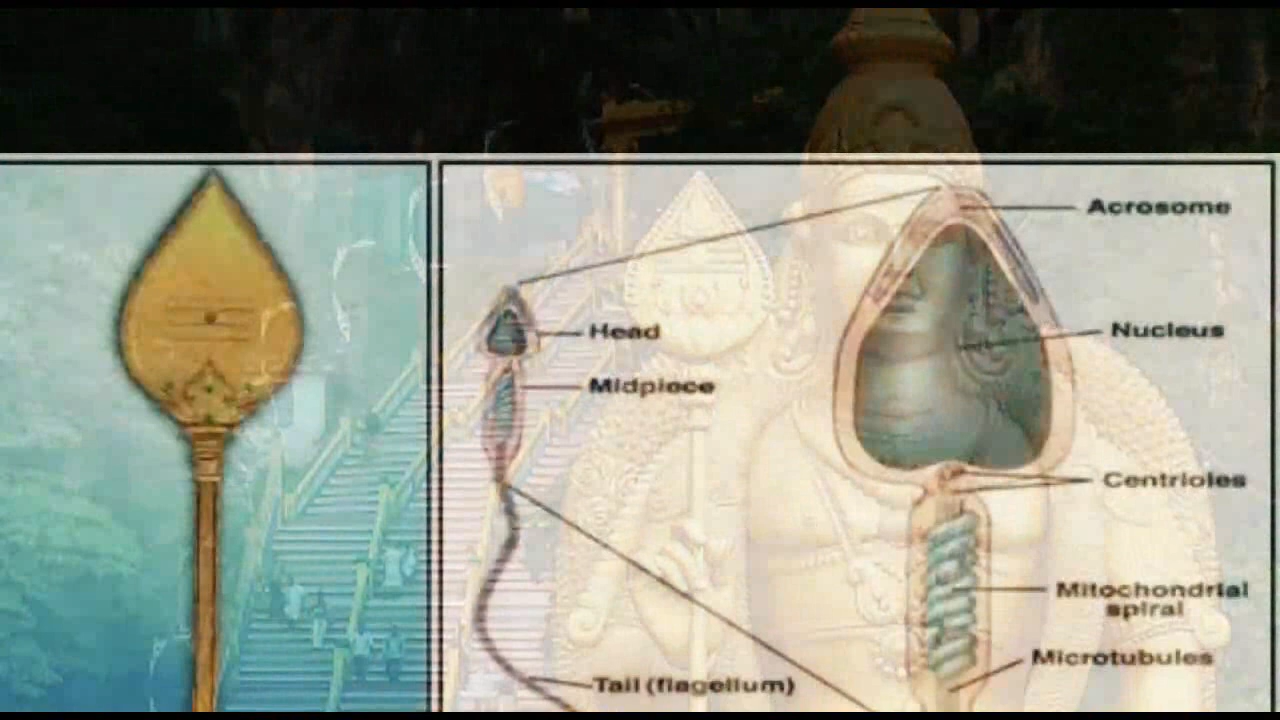 Acrosome
Head
Nucleus
Midpiece
Centrioles
Mitochondrial
spiral
Microtubules
Tail (flagellum)